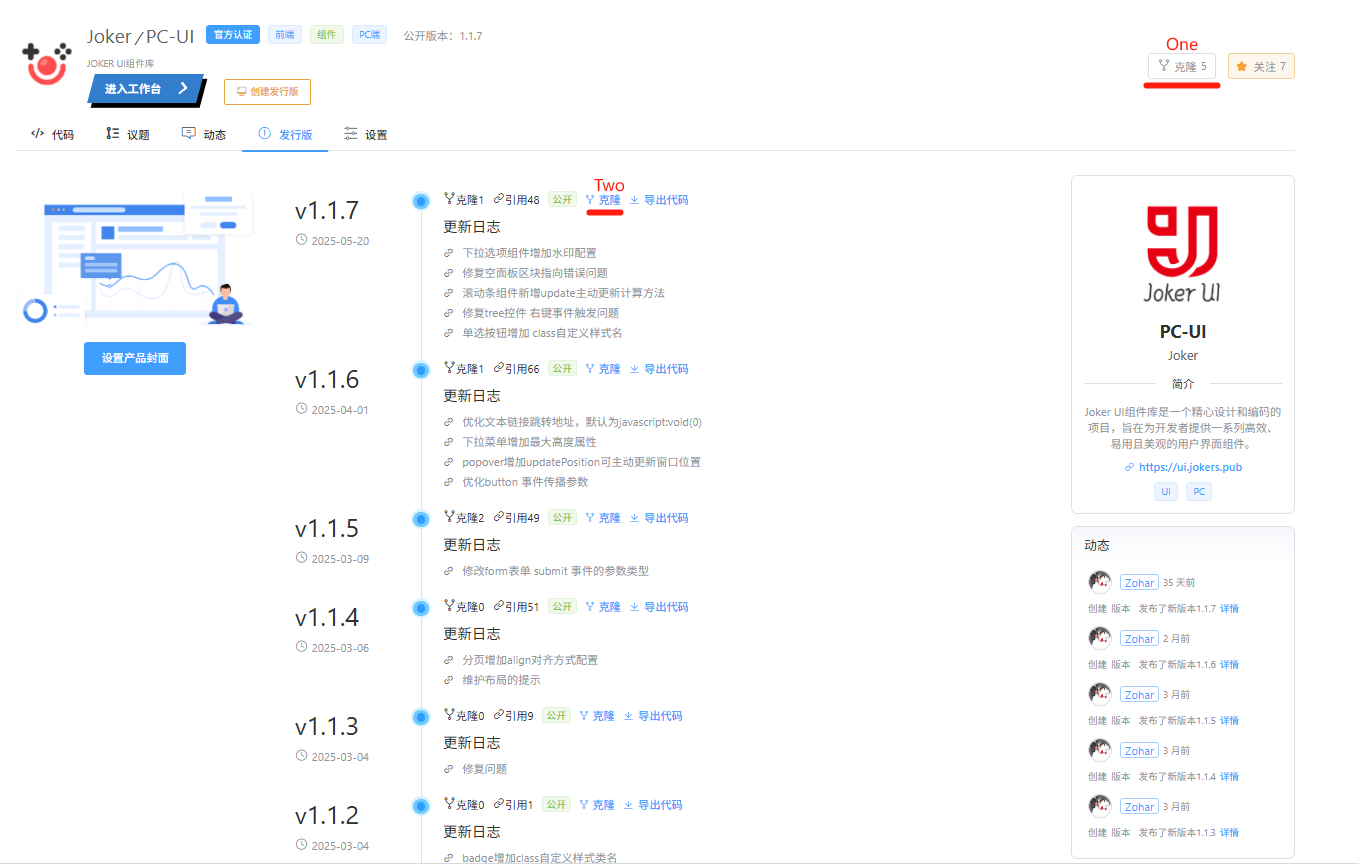 Joker / PC-UI 官方认证 前端 组件 PC端 公开版本：1.1.7
JOKER UI组件库
进入工作台
创建发行版
One
克隆 5
关注 7
代码 议题 动态 发行版 设置
设置产品封面
v1.1.7
2025-05-20
Two
克隆1 引用48 公开 克隆 导出代码
更新日志
下拉选项组件增加水印配置
修复空面板区块指向错误问题
滚动条组件新增update主动更新计算方法
修复tree控件 右键事件触发问题
单选按钮增加 class自定义样式名
v1.1.6
2025-04-01
克隆1 引用66 公开 克隆 导出代码
更新日志
优化文本链接跳转地址，默认为javascript:void(0)
下拉菜单增加最大高度属性
popover增加updatePosition可主动更新窗口位置
优化button 事件传播参数
v1.1.5
2025-03-09
克隆2 引用49 公开 克隆 导出代码
更新日志
修改form表单 submit 事件的参数类型
v1.1.4
2025-03-06
克隆0 引用51 公开 克隆 导出代码
更新日志
分页增加align对齐方式配置
维护布局的提示
v1.1.3
2025-03-04
克隆0 引用9 公开 克隆 导出代码
更新日志
修复问题
v1.1.2
2025-03-04
克隆0 引用1 公开 克隆 导出代码
更新日志
badge增加class自定义样式类名
Joker UI
PC-UI
Joker
简介
Joker UI组件库是一个精心设计和编码的
项目，旨在为开发者提供一系列高效、
易用且美观的用户界面组件。
https://ui.jokers.pub
UI PC
动态
Zohar 35 天前
创建 版本 发布了新版本1.1.7 详情
Zohar 2 月前
创建 版本 发布了新版本1.1.6 详情
Zohar 3 月前
创建 版本 发布了新版本1.1.5 详情
Zohar 3 月前
创建 版本 发布了新版本1.1.4 详情
Zohar 3 月前
创建 版本 发布了新版本1.1.3 详情